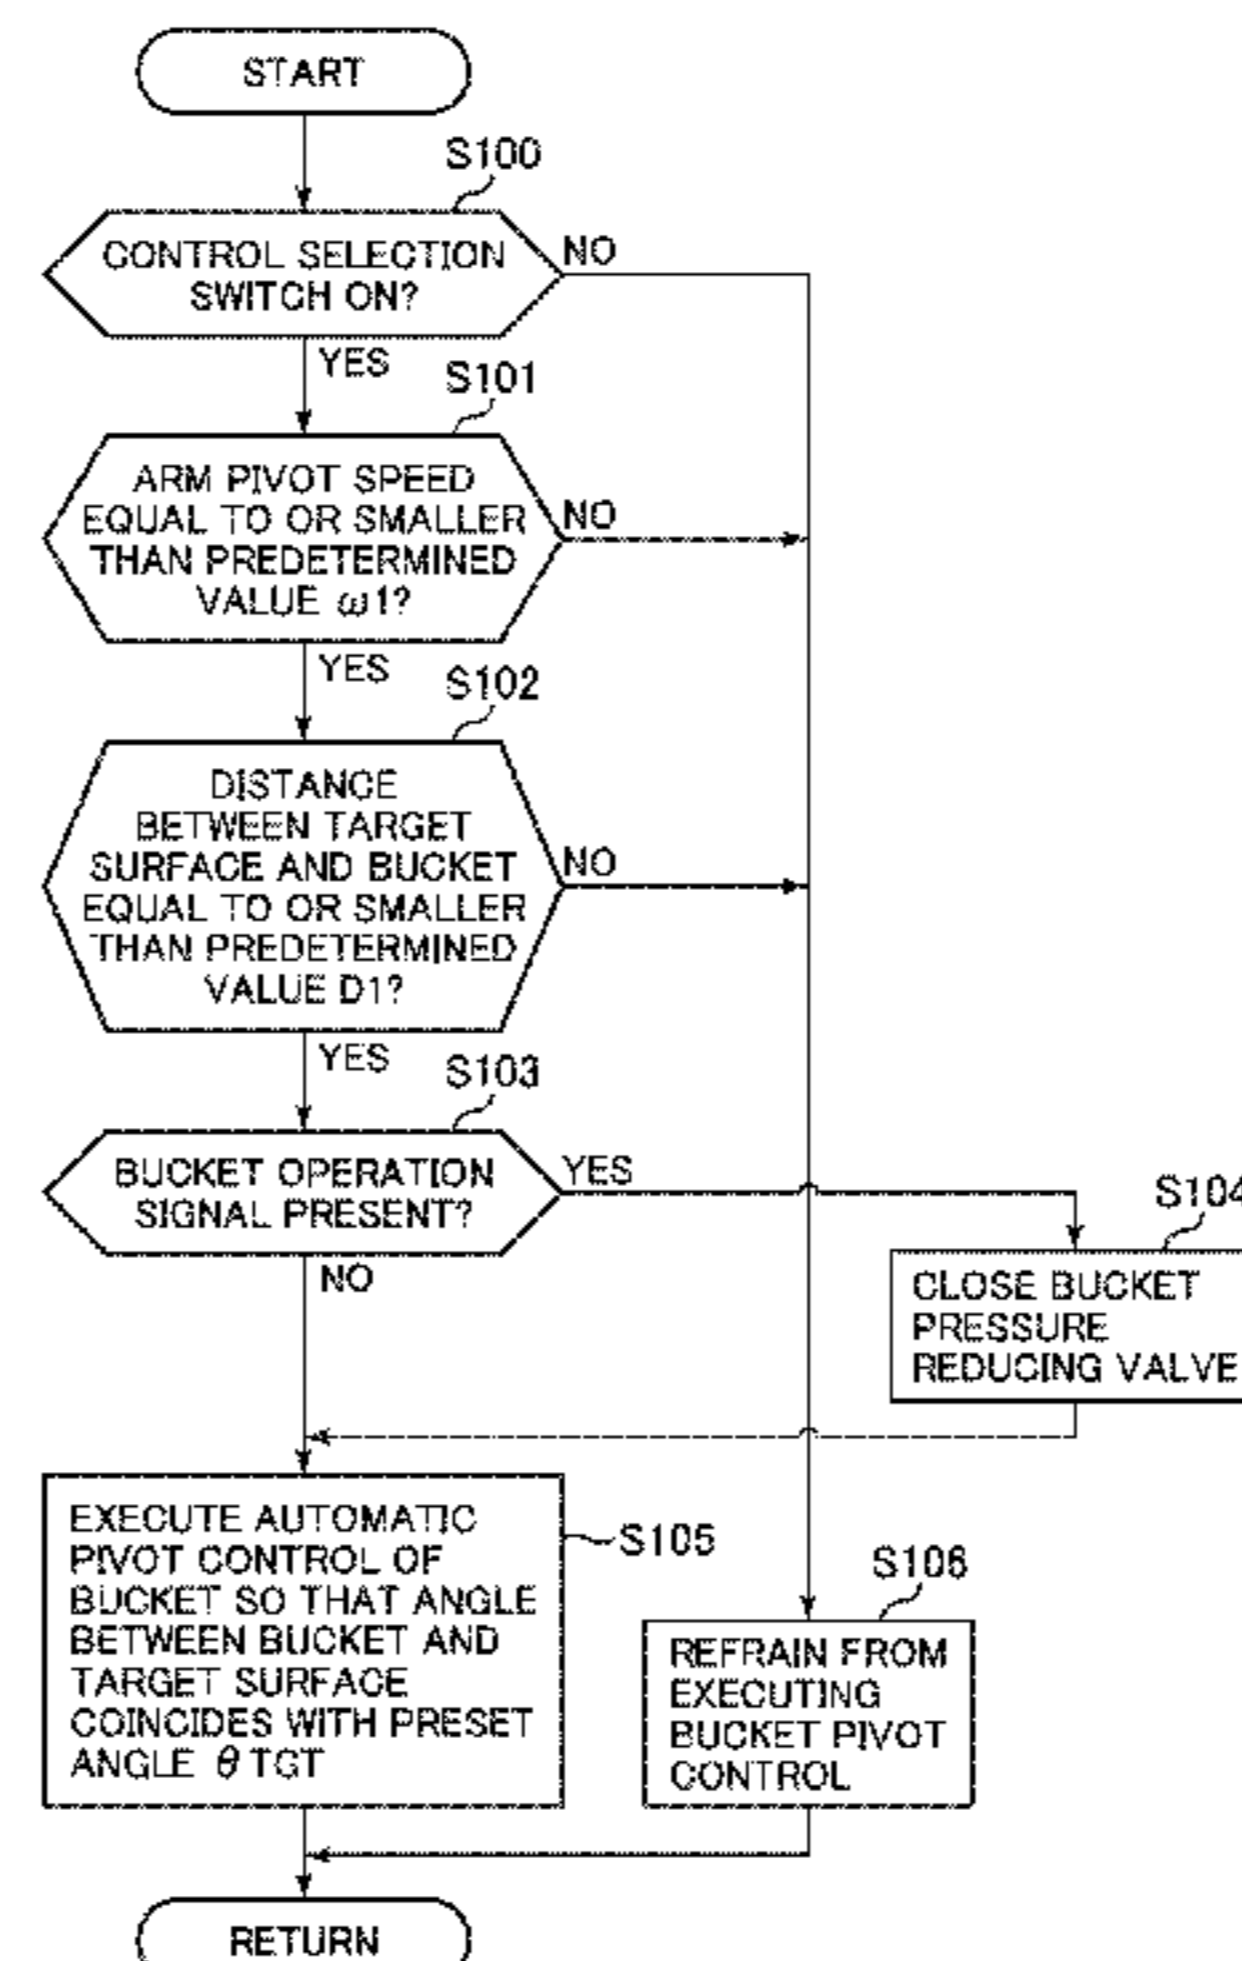 START
S100
CONTROL SELECTION
SWITCH ON?
NO
YES
S101
ARM PIVOT SPEED
EQUAL TO OR SMALLER
THAN PREDETERMINED
VALUE ω1?
NO
YES
S102
DISTANCE
BETWEEN TARGET
SURFACE AND BUCKET
EQUAL TO OR SMALLER
THAN PREDETERMINED
VALUE D1?
NO
YES
S103
BUCKET OPERATION
SIGNAL PRESENT?
YES
NO
S104
CLOSE BUCKET
PRESSURE
REDUCING VALVE
EXECUTE AUTOMATIC
PIVOT CONTROL OF
BUCKET SO THAT ANGLE
BETWEEN BUCKET AND
TARGET SURFACE
COINCIDES WITH PRESET
ANGLE θTGT
S105
S106
REFRAIN FROM
EXECUTING
BUCKET PIVOT
CONTROL
RETURN